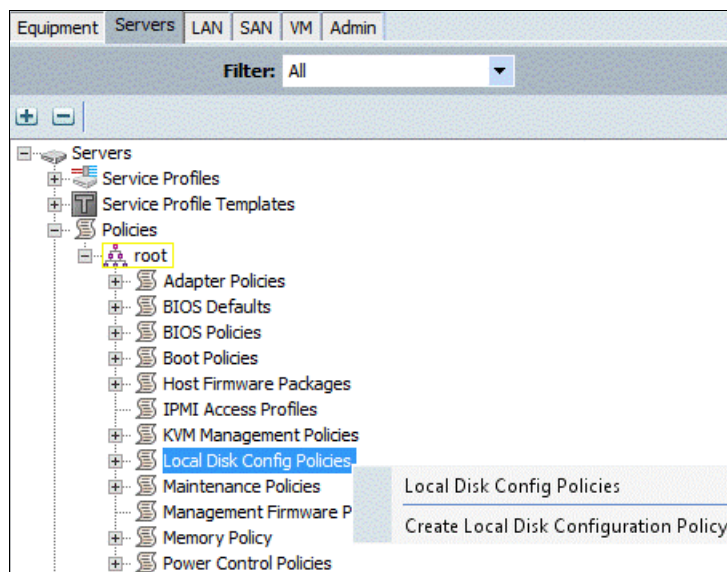 Equipment Servers LAN SAN VM Admin
Filter: All
Servers
Service Profiles
T Service Profile Templates
Policies
root
Adapter Policies
BIOS Defaults
BIOS Policies
Boot Policies
Host Firmware Packages
IPMI Access Profiles
KVM Management Policies
Local Disk Config Policies
Local Disk Config Policies
Maintenance Policies
Management Firmware P
Create Local Disk Configuration Policy
Memory Policy
Power Control Policies